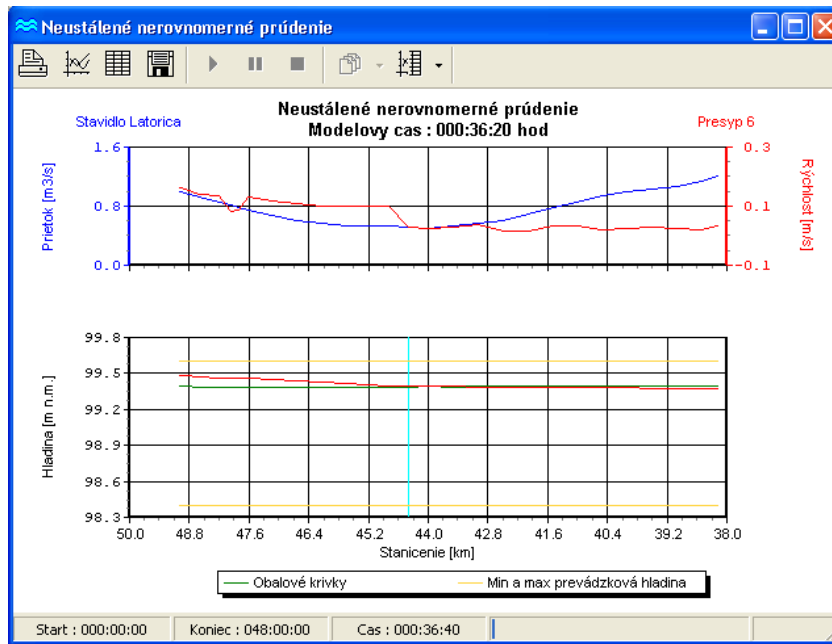 Neustálené nerovnomerné prúdenie
Neustálené nerovnomerné prúdenie
Stavidlo Latorica
Modelovy cas : 000:36:20 hod
Presyp 6
Prietok [m3/s]
1.6
0.8
0.0
0.3
0.1
-0.1
Rýchlost [m/s]
Hladina [m n.m.]
99.8
99.5
99.2
98.9
98.6
98.3
50.0 48.8 47.6 46.4 45.2 44.0 42.8 41.6 40.4 39.2 38.0
Stanicenie [km]
Obalové krivky
Min a max prevádzková hladina
Start : 000:00:00
Koniec : 048:00:00
Cas : 000:36:40